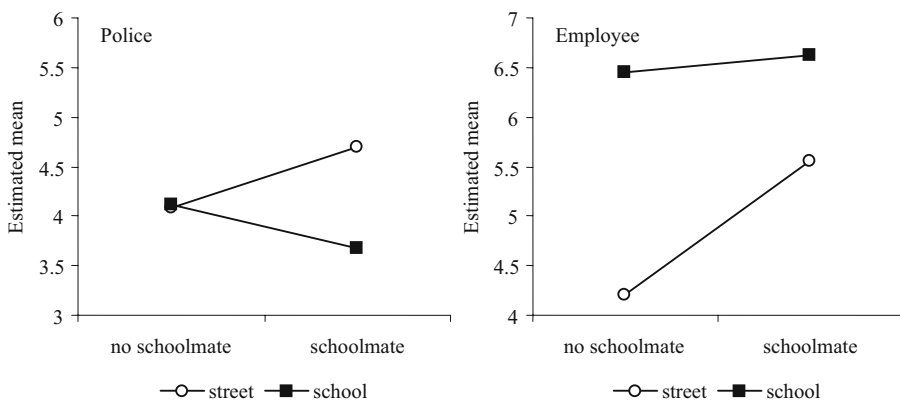 Police
Estimated mean
6
5.5
5
4.5
4
3.5
3
no schoolmate schoolmate
street school
Employee
Estimated mean
7
6.5
6
5.5
5
4.5
4
no schoolmate schoolmate
street school